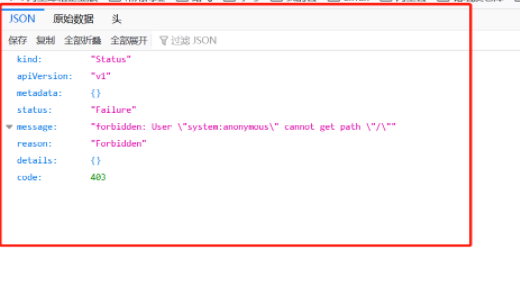 JSON 原始数据 头
保存 复制 全部折叠 全部展开 过滤 JSON
kind: "Status"
apiVersion: "v1"
metadata: {}
status: "Failure"
message: "forbidden: User \"system:anonymous\" cannot get path \"/\""
reason: "Forbidden"
details: {}
code: 403